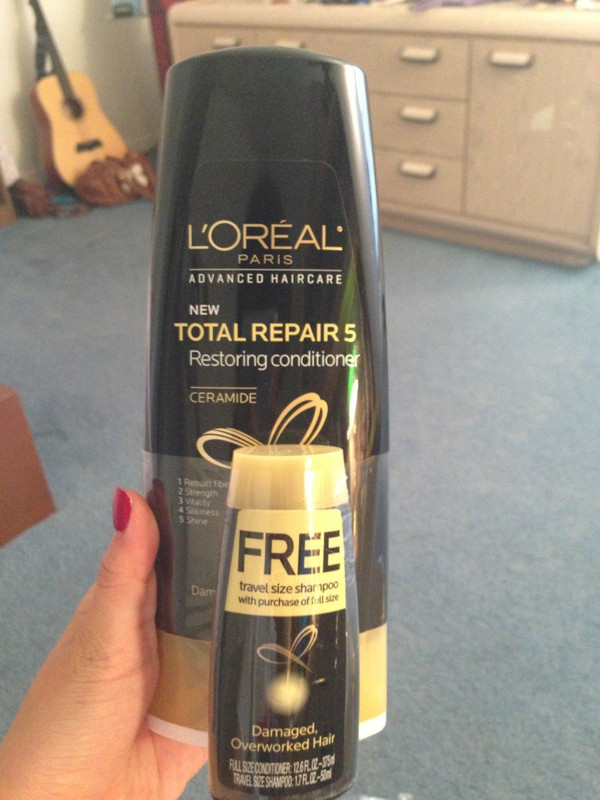 L'ORÉAL
PARIS
ADVANCED HAIRCARE
NEW
TOTAL REPAIR 5
Restoring conditioner
CERAMIDE
1 Rebuilt fibe
2 Strength
3 Vitality
4 Silkiness
5 Shine
Dam
FREE
travel size shampoo
with purchase of full size
Damaged,
Overworked Hair
FULL SIZE CONDITIONER: 12.6 FL. OZ. - 375ml
TRAVEL SIZE SHAMPOO: 1.7 FL. OZ. - 50ml